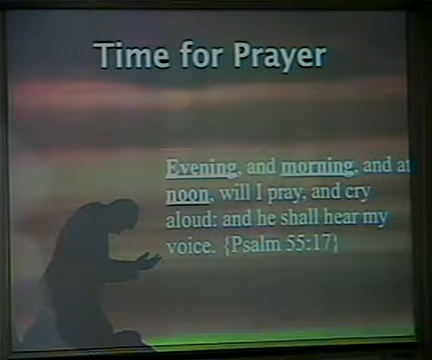 Time for Prayer
Evening, and morning, and at
noon, will I pray, and cry
aloud: and he shall hear my
voice. {Psalm 55:17}